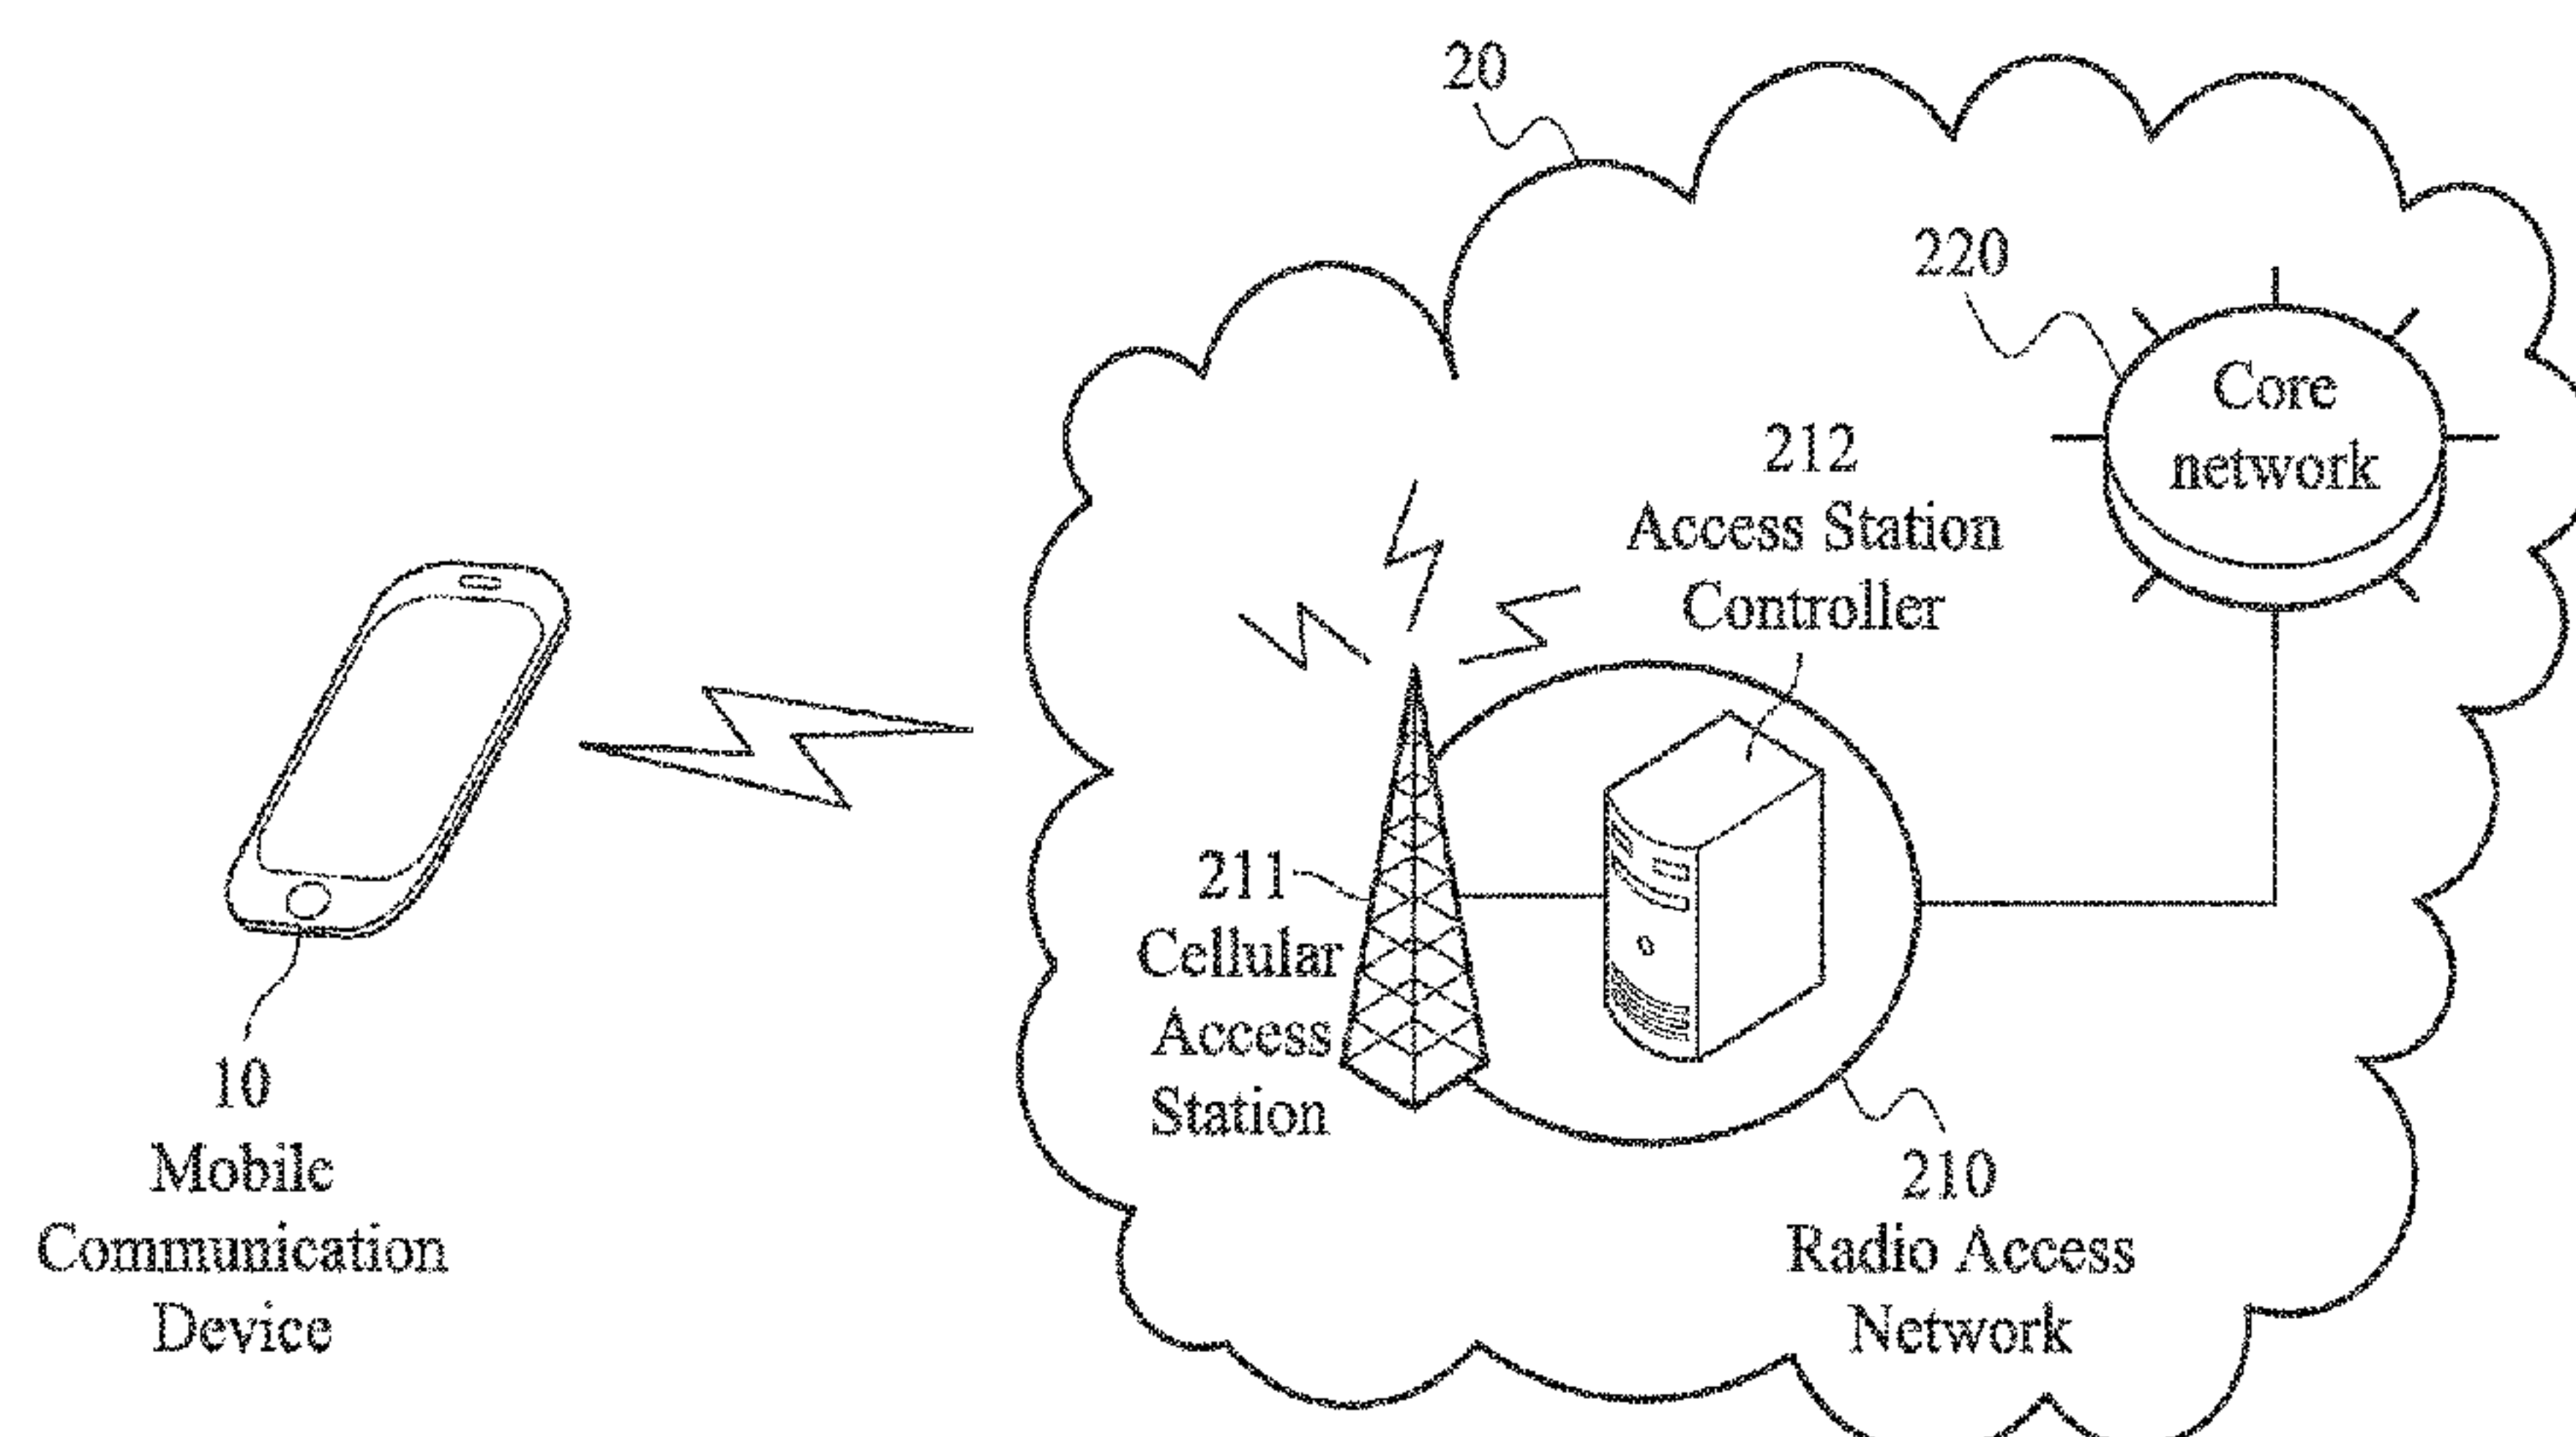 20
220
Core
network
212
Access Station
Controller
211
Cellular
Access
Station
10
Mobile
Communication
Device
210
Radio Access
Network